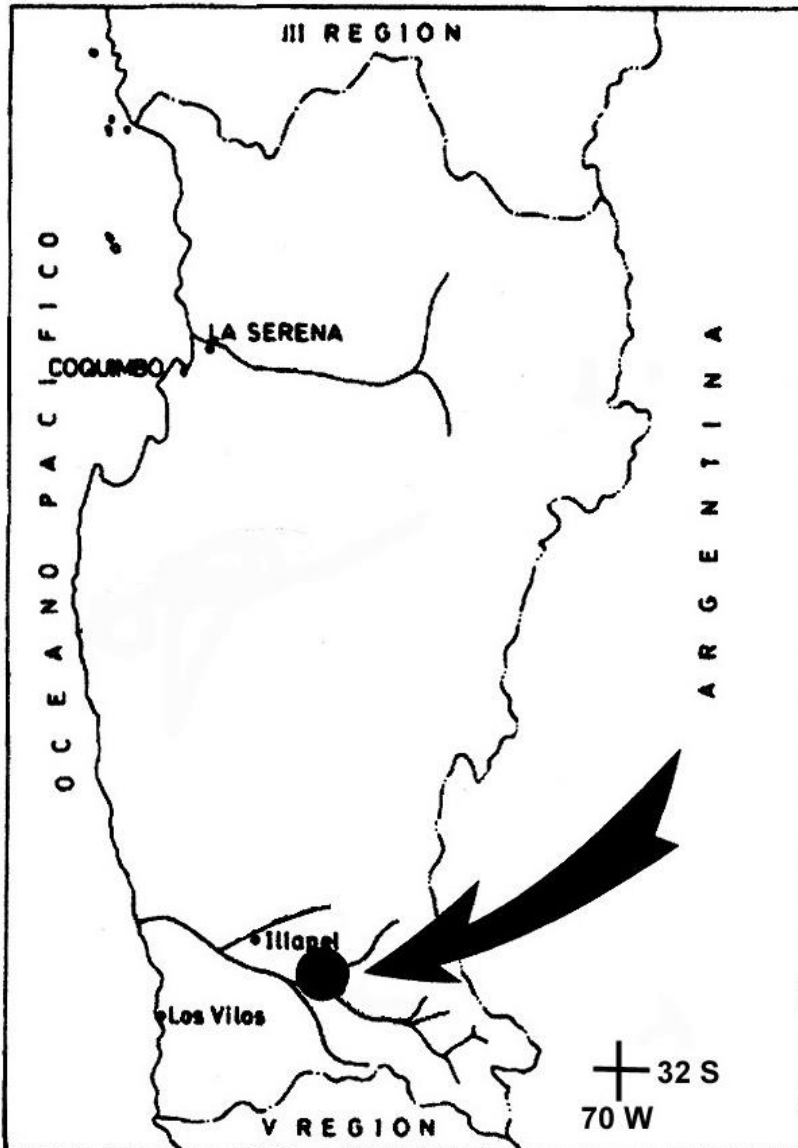 III REGION
LA SERENA
COQUIMBO
OCEANO PACIFICO
ARGENTINA
Illapel
Los Vilos
32 S
70 W
V REGION